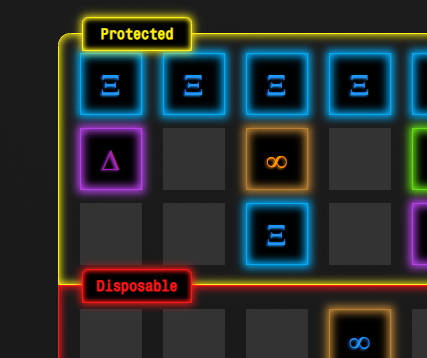 Protected
Ξ Ξ Ξ Ξ
Δ ∞
Ξ
Disposable
∞